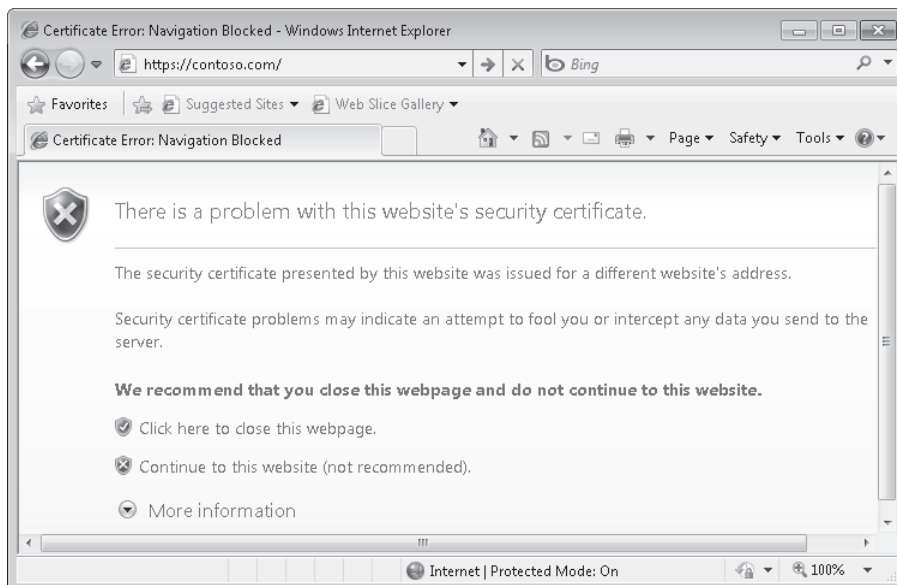 Certificate Error: Navigation Blocked - Windows Internet Explorer
https://contoso.com/
Bing
Favorites
Suggested Sites
Web Slice Gallery
Certificate Error: Navigation Blocked
Page
Safety
Tools
There is a problem with this website's security certificate.
The security certificate presented by this website was issued for a different website's address.
Security certificate problems may indicate an attempt to fool you or intercept any data you send to the
server.
We recommend that you close this webpage and do not continue to this website.
Click here to close this webpage.
Continue to this website (not recommended).
More information
Internet | Protected Mode: On
100%